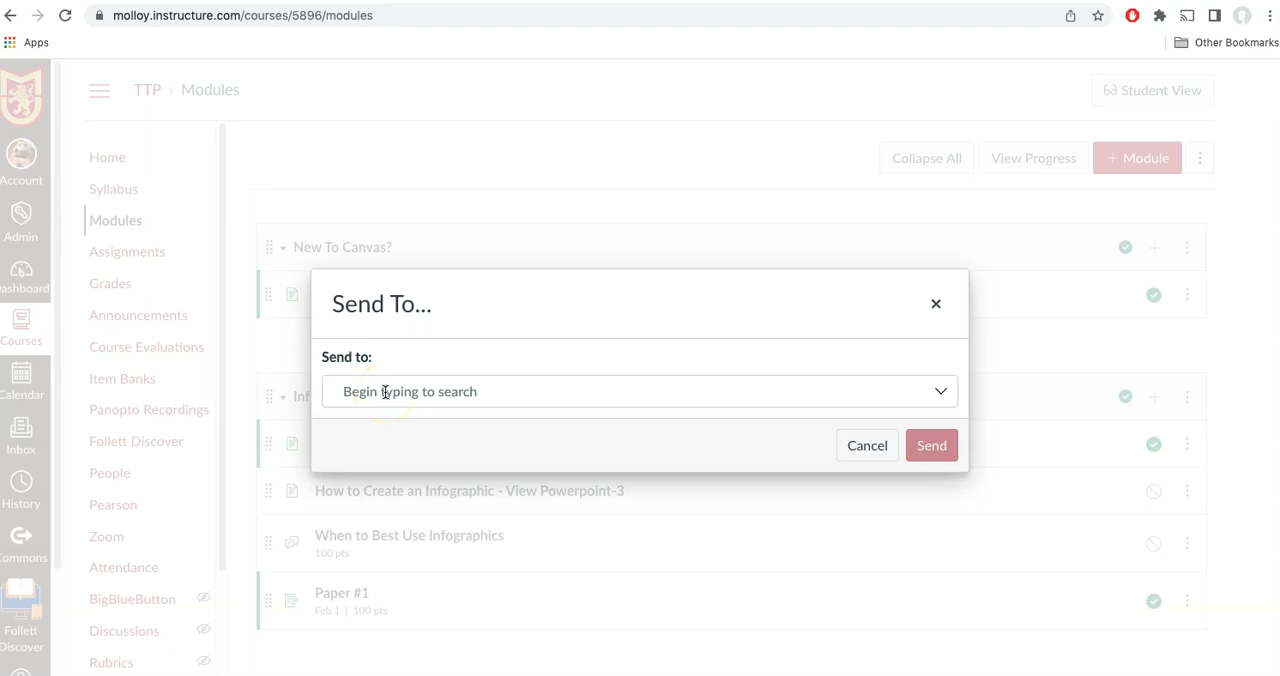 molloy.instructure.com/courses/5896/modules
Apps
Other Bookmarks
TTP › Modules
Student View
Account
Admin
Dashboard
Courses
Calendar
Inbox
History
Commons
Follett
Discover
Home
Syllabus
Modules
Assignments
Grades
Announcements
Course Evaluations
Item Banks
Panopto Recordings
Follett Discover
People
Pearson
Zoom
Attendance
BigBlueButton
Discussions
Rubrics
Collapse All
View Progress
+ Module
New To Canvas?
Send To...
Send to:
Begin typing to search
Cancel
Send
Inf
How to Create an Infographic - View Powerpoint-3
When to Best Use Infographics
100 pts
Paper #1
Feb 1 | 100 pts